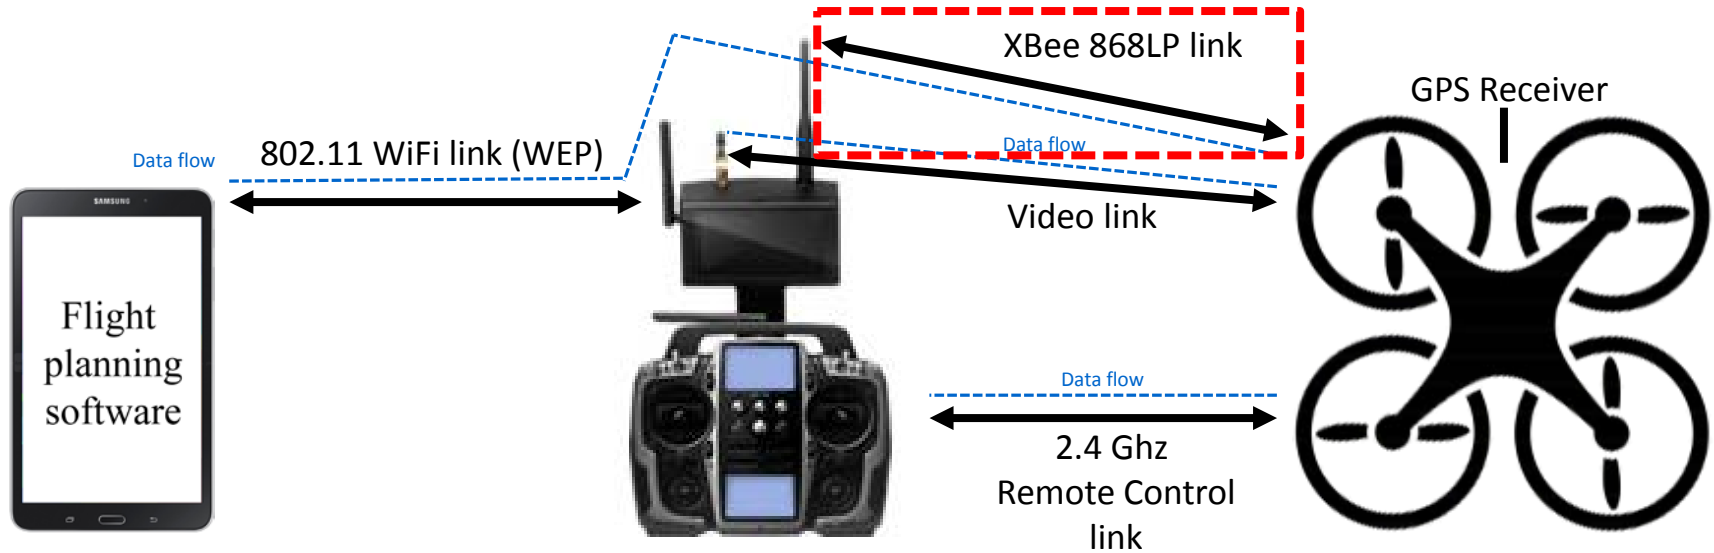 XBee 868LP link
GPS Receiver
Data flow
802.11 WiFi link (WEP)
Data flow
SAMSUNG
Video link
Flight
planning
software
Data flow
2.4 Ghz
Remote Control
link